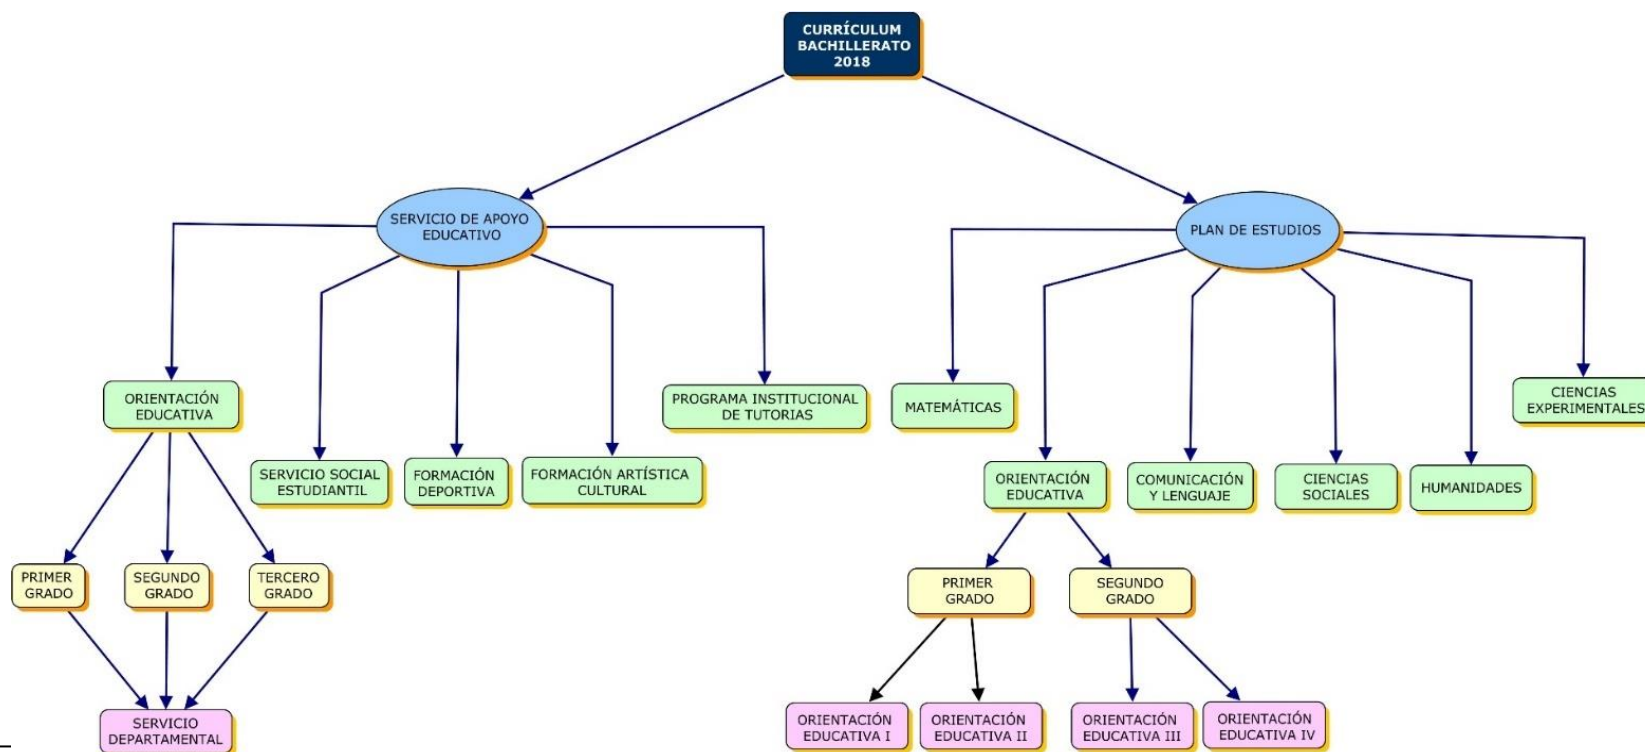 CURRÍCULUM
BACHILLERATO
2018
SERVICIO DE APOYO
EDUCATIVO
PLAN DE ESTUDIOS
ORIENTACIÓN
EDUCATIVA
SERVICIO SOCIAL
ESTUDIANTIL
FORMACIÓN
DEPORTIVA
FORMACIÓN ARTÍSTICA
CULTURAL
PROGRAMA INSTITUCIONAL
DE TUTORIAS
MATEMÁTICAS
ORIENTACIÓN
EDUCATIVA
COMUNICACIÓN
Y LENGUAJE
CIENCIAS
SOCIALES
HUMANIDADES
CIENCIAS
EXPERIMENTALES
PRIMER
GRADO
SEGUNDO
GRADO
TERCERO
GRADO
PRIMER
GRADO
SEGUNDO
GRADO
SERVICIO
DEPARTAMENTAL
ORIENTACIÓN
EDUCATIVA I
ORIENTACIÓN
EDUCATIVA II
ORIENTACIÓN
EDUCATIVA III
ORIENTACIÓN
EDUCATIVA IV